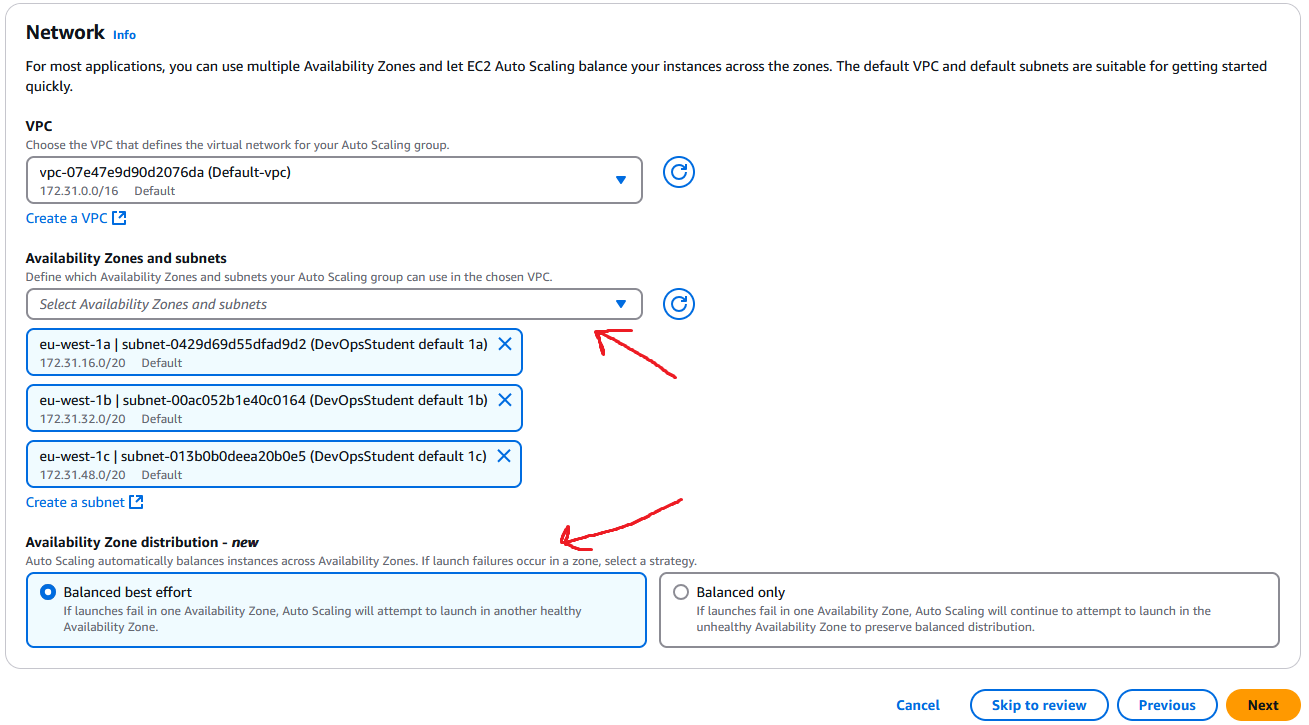 Network Info
For most applications, you can use multiple Availability Zones and let EC2 Auto Scaling balance your instances across the zones. The default VPC and default subnets are suitable for getting started
quickly.
VPC
Choose the VPC that defines the virtual network for your Auto Scaling group.
vpc-07e47e9d90d2076da (Default-vpc)
172.31.0.0/16 Default
Create a VPC
Availability Zones and subnets
Define which Availability Zones and subnets your Auto Scaling group can use in the chosen VPC.
Select Availability Zones and subnets
eu-west-1a | subnet-0429d69d55dfad9d2 (DevOpsStudent default 1a)
172.31.16.0/20 Default
eu-west-1b | subnet-00ac052b1e40c0164 (DevOpsStudent default 1b)
172.31.32.0/20 Default
eu-west-1c | subnet-013b0b0deea20b0e5 (DevOpsStudent default 1c)
172.31.48.0/20 Default
Create a subnet
Availability Zone distribution - new
Auto Scaling automatically balances instances across Availability Zones. If launch failures occur in a zone, select a strategy.
Balanced best effort
If launches fail in one Availability Zone, Auto Scaling will attempt to launch in another healthy
Availability Zone.
Balanced only
If launches fail in one Availability Zone, Auto Scaling will continue to attempt to launch in the
unhealthy Availability Zone to preserve balanced distribution.
Cancel Skip to review Previous Next